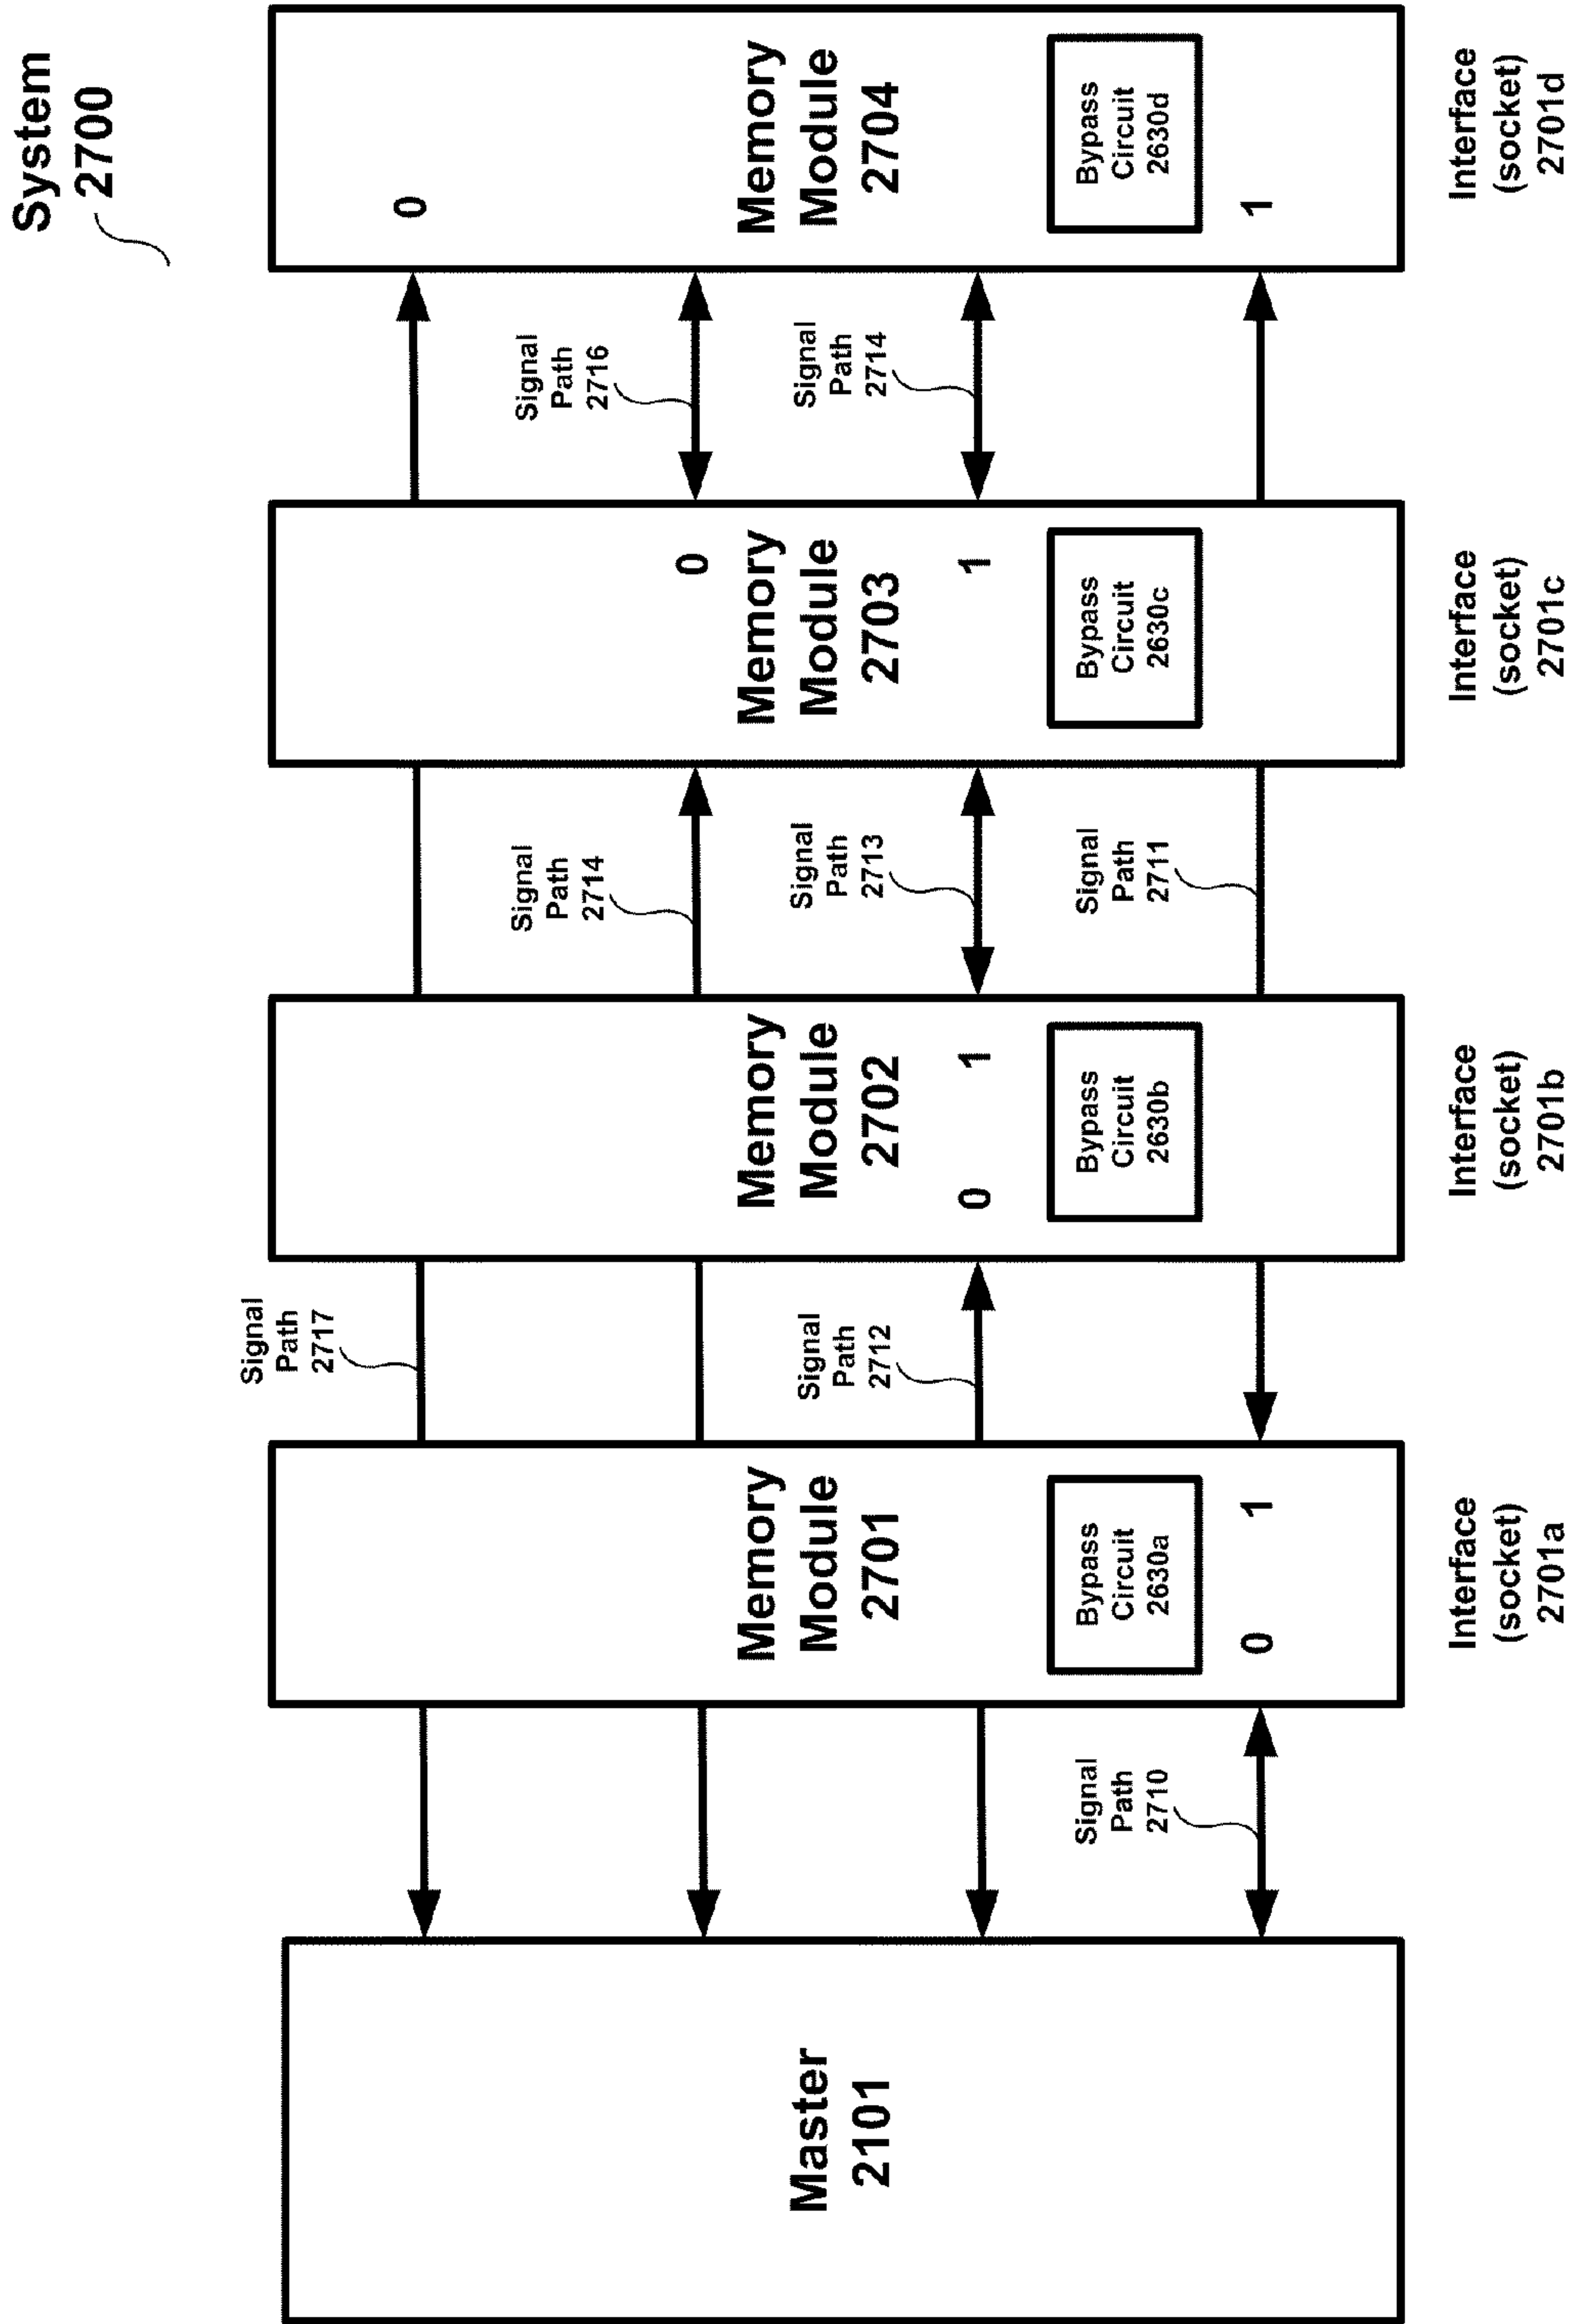 System
2700
Signal
Path
2717
Signal
Path
2714
Signal
Path
2716
Signal
Path
2712
Signal
Path
2713
Signal
Path
2714
Signal
Path
2710
Signal
Path
2711
Master
2101
Memory
Module
2701
Bypass
Circuit
2630a
0 1
Memory
Module
2702
0 1
Bypass
Circuit
2630b
0
Memory
Module
2703
1
Bypass
Circuit
2630c
0
Memory
Module
2704
Bypass
Circuit
2630d
1
Interface
(socket)
2701a
Interface
(socket)
2701b
Interface
(socket)
2701c
Interface
(socket)
2701d